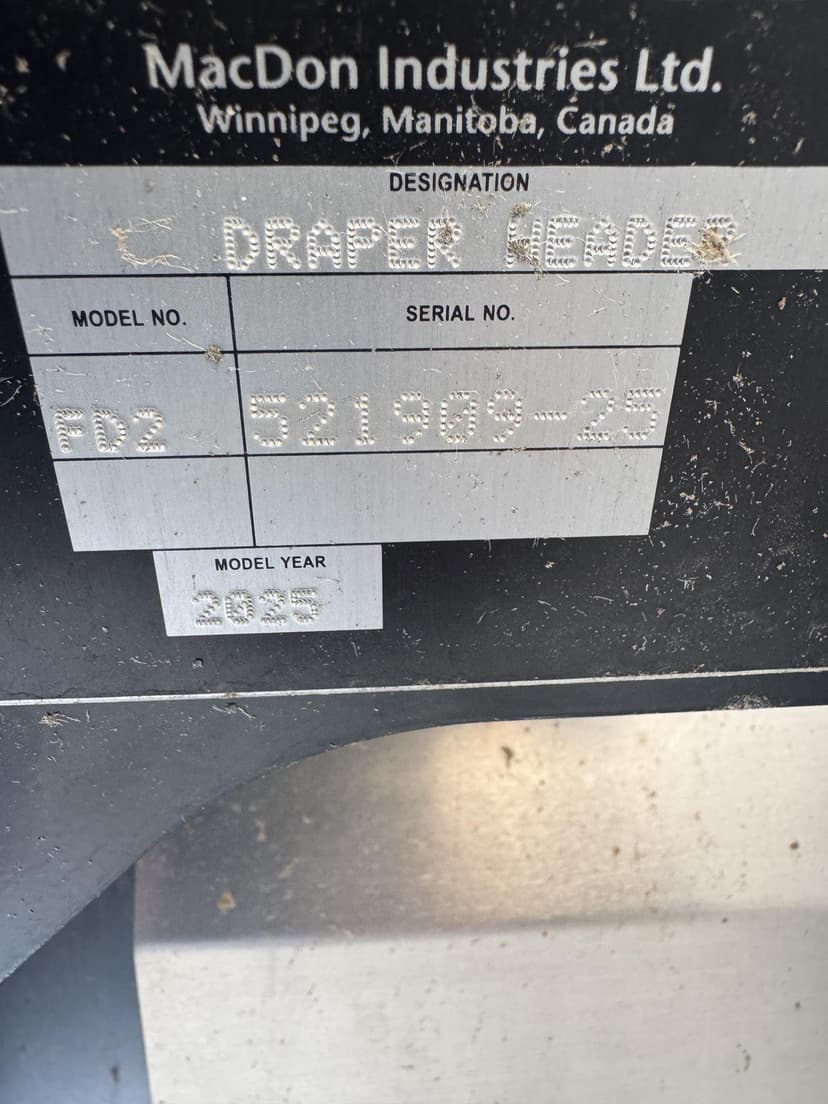 MacDon Industries Ltd.
Winnipeg, Manitoba, Canada
DESIGNATION
DRAPER HEADER
MODEL NO. SERIAL NO.
FD2 521909-25
MODEL YEAR
2025